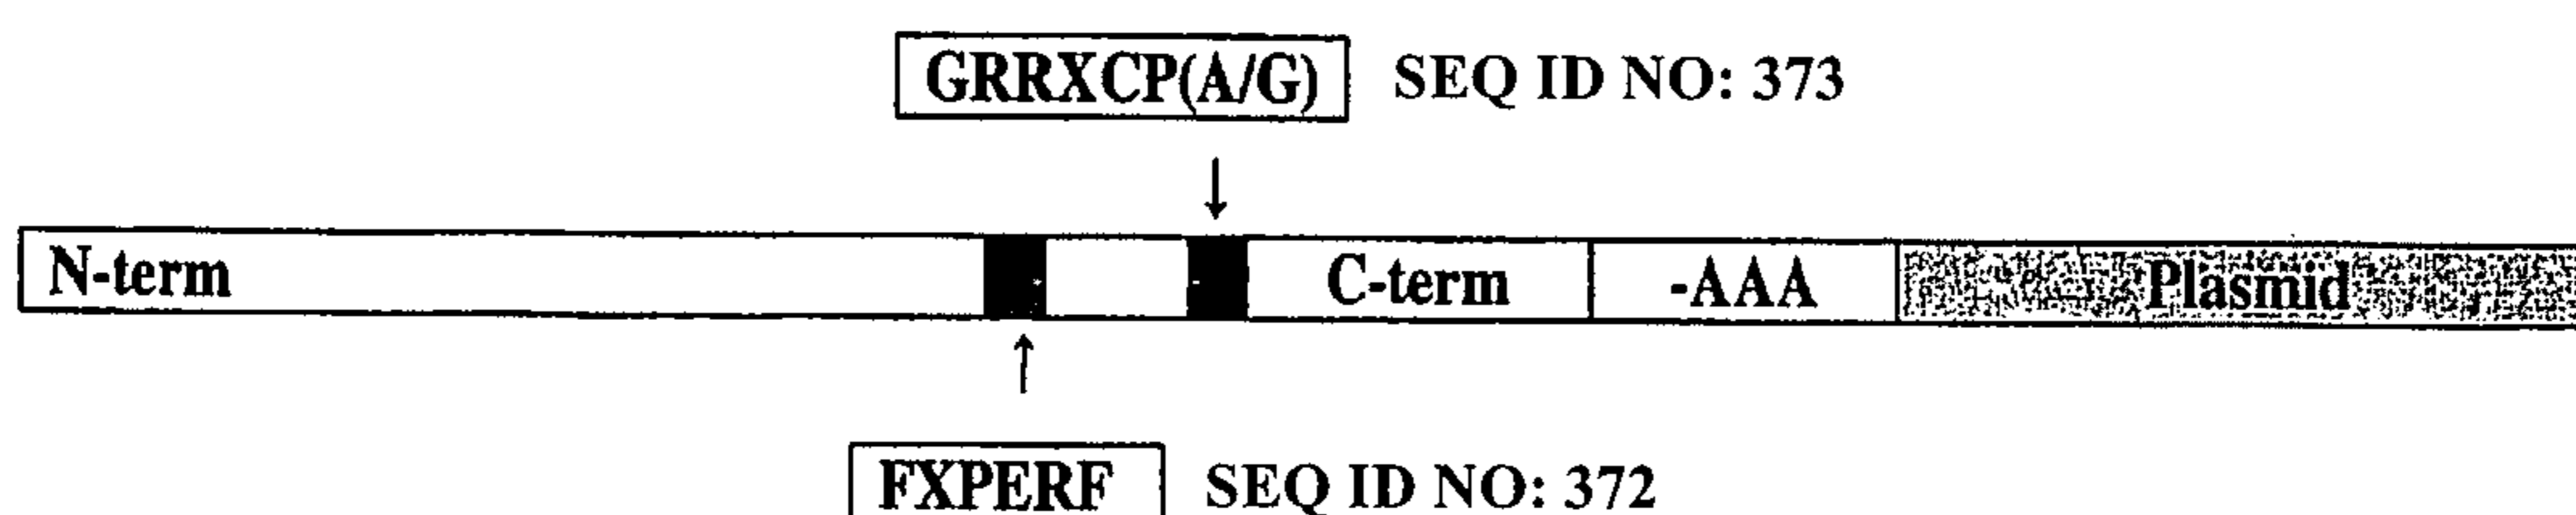 GRRXCP(A/G) SEQ ID NO: 373
N-term C-term -AAA Plasmid
FXPERF SEQ ID NO: 372